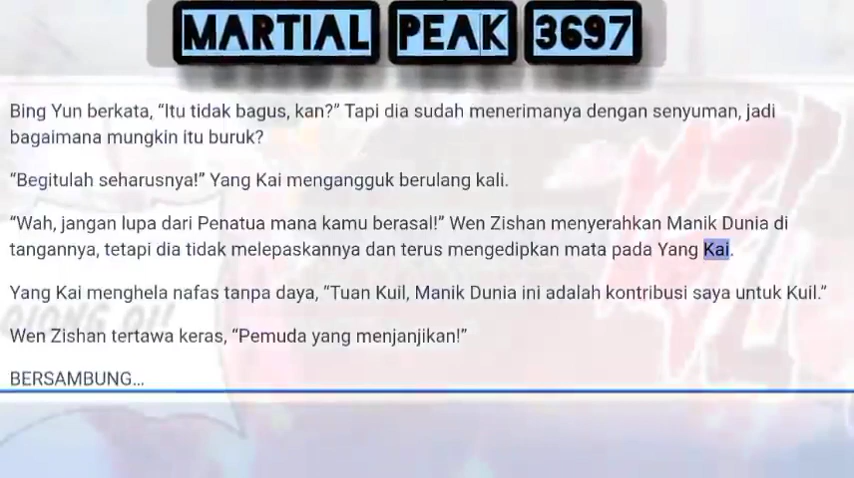 MARTIAL PEAK 3697
Bing Yun berkata, “Itu tidak bagus, kan?” Tapi dia sudah menerimanya dengan senyuman, jadi
bagaimana mungkin itu buruk?
“Begitulah seharusnya!” Yang Kai mengangguk berulang kali.
“Wah, jangan lupa dari Penatua mana kamu berasal!” Wen Zishan menyerahkan Manik Dunia di
tangannya, tetapi dia tidak melepaskannya dan terus mengedipkan mata pada Yang Kai.
Yang Kai menghela nafas tanpa daya, “Tuan Kuil, Manik Dunia ini adalah kontribusi saya untuk Kuil.”
Wen Zishan tertawa keras, “Pemuda yang menjanjikan!”
BERSAMBUNG...